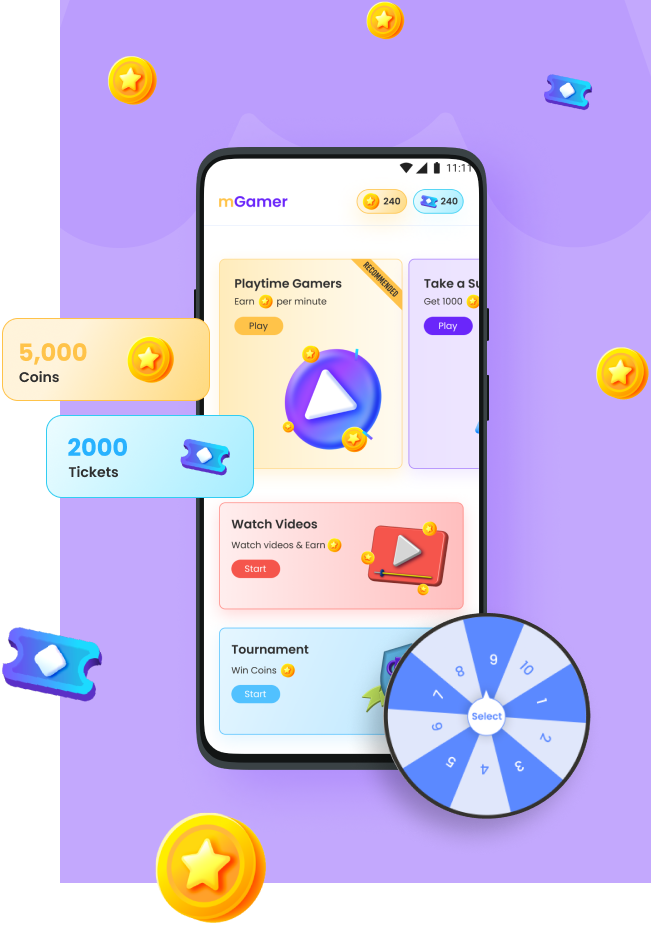 11:11
mGamer
240
240
RECOMMENDED
Playtime Gamers
Earn per minute
Play
Take a Su
Get 1000
Play
5,000
Coins
2000
Tickets
Watch Videos
Watch videos & Earn
Start
Tournament
Win Coins
Start
9
10
1
2
3
4
5
6
7
8
Select